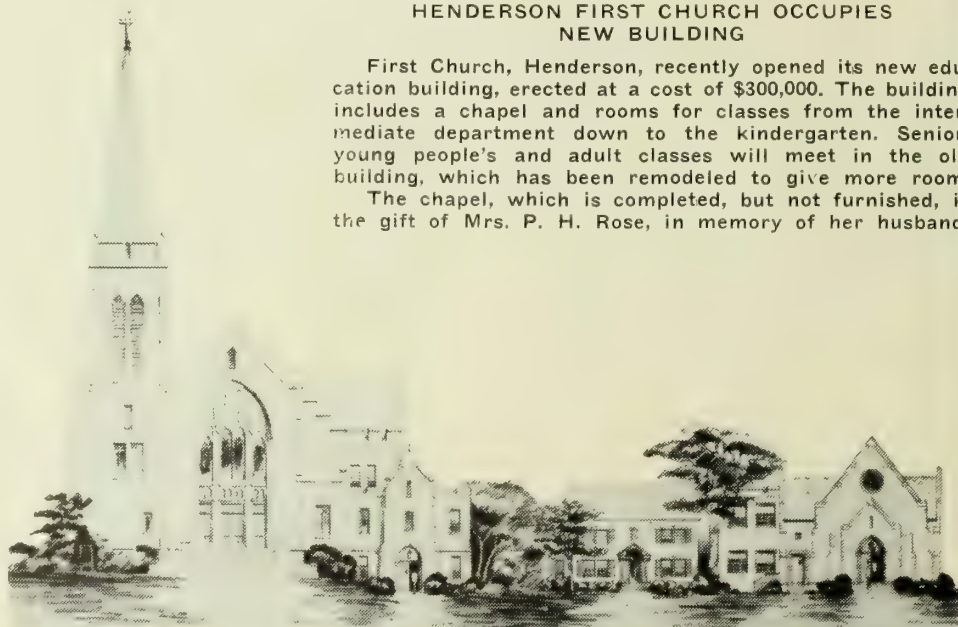 HENDERSON FIRST CHURCH OCCUPIES
NEW BUILDING
First Church, Henderson, recently opened its new edu
cation building, erected at a cost of $300,000. The buildin
includes a chapel and rooms for classes from the inter
mediate department down to the kindergarten. Senio
young people's and adult classes will meet in the ol
building, which has been remodeled to give more room
The chapel, which is completed, but not furnished, i
the gift of Mrs. P. H. Rose, in memory of her husband